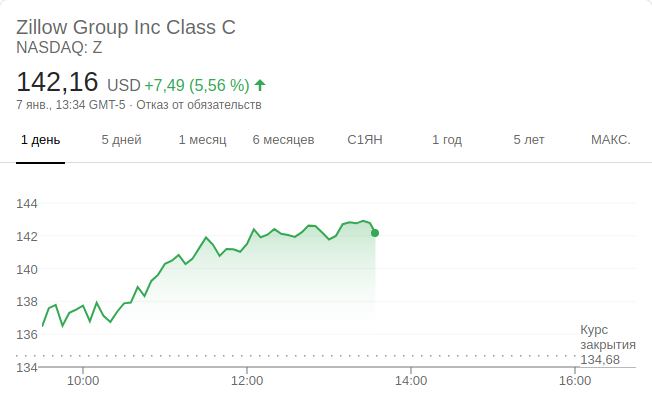 Zillow Group Inc Class C
NASDAQ: Z
142,16 USD +7,49 (5,56 %)
7 янв., 13:34 GMT-5 · Отказ от обязательств
1 день 5 дней 1 месяц 6 месяцев С1ЯН 1 год 5 лет МАКС.
144
142
140
138
136
Курс
закрытия
134,68
134
10:00 12:00 14:00 16:00